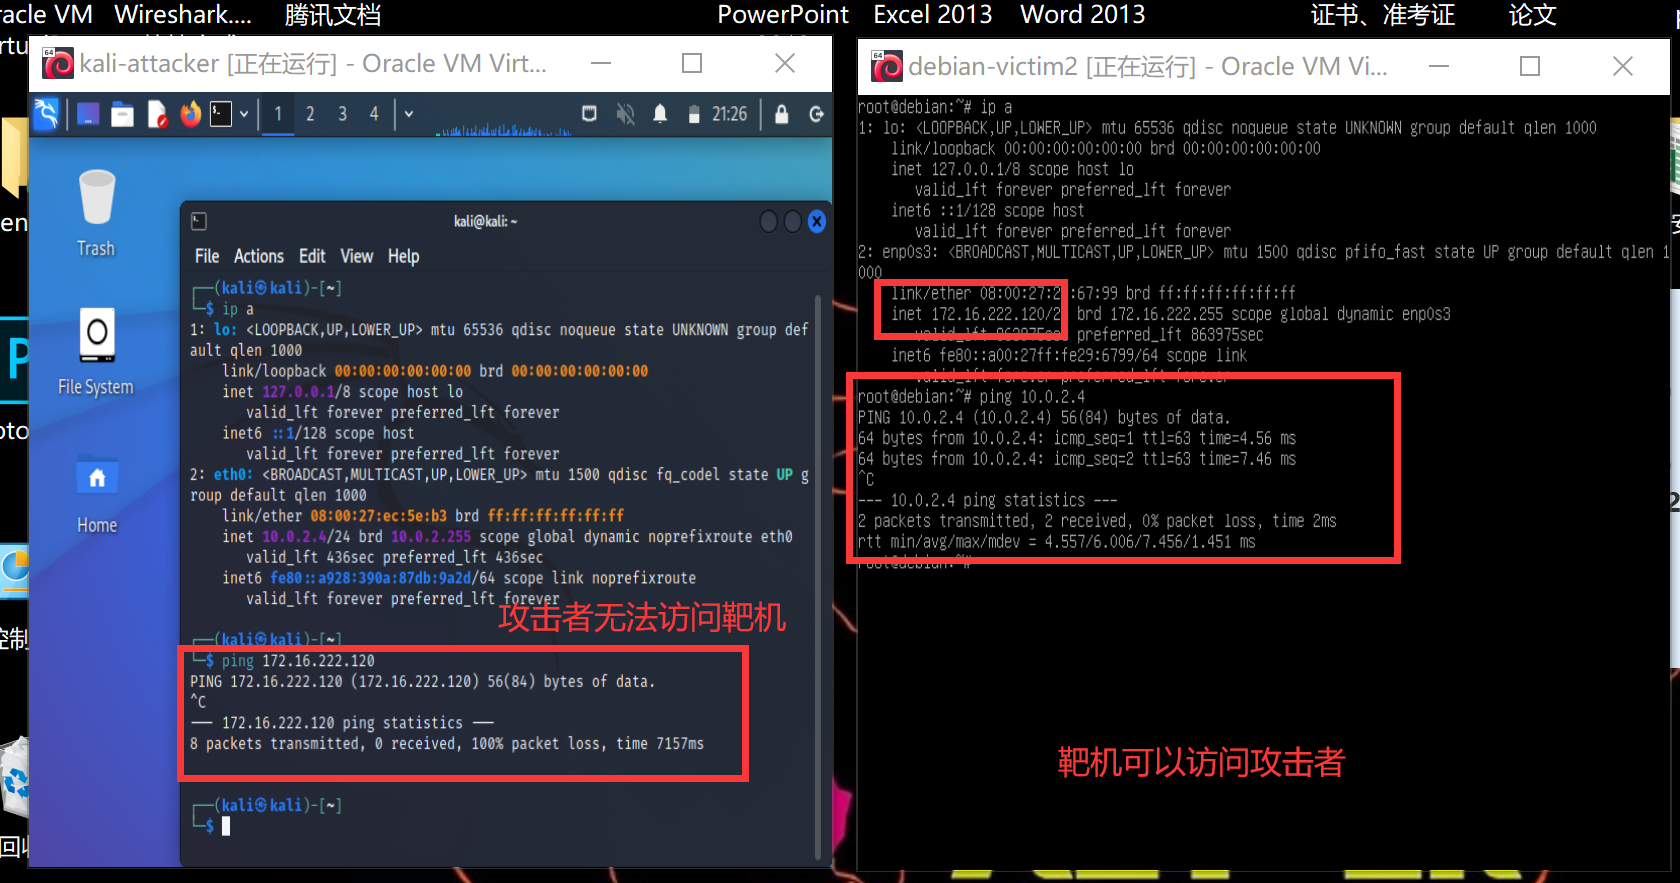 racle VM Wireshark.... 腾讯文档 PowerPoint Excel 2013 Word 2013 证书、准考证 论文
kali-attacker [正在运行] - Oracle VM Virt...
1 2 3 4 21:26
Trash
File System
Home
kali@kali: ~
File Actions Edit View Help
┌──(kali㉿kali)-[~]
└─$ ip a
1: lo: <LOOPBACK,UP,LOWER_UP> mtu 65536 qdisc noqueue state UNKNOWN group def
ault qlen 1000
link/loopback 00:00:00:00:00:00 brd 00:00:00:00:00:00
inet 127.0.0.1/8 scope host lo
valid_lft forever preferred_lft forever
inet6 ::1/128 scope host
valid_lft forever preferred_lft forever
2: eth0: <BROADCAST,MULTICAST,UP,LOWER_UP> mtu 1500 qdisc fq_codel state UP g
roup default qlen 1000
link/ether 08:00:27:ec:5e:b3 brd ff:ff:ff:ff:ff:ff
inet 10.0.2.4/24 brd 10.0.2.255 scope global dynamic noprefixroute eth0
valid_lft 436sec preferred_lft 436sec
inet6 fe80::a928:390a:87db:9a2d/64 scope link noprefixroute
valid_lft forever preferred_lft forever
攻击者无法访问靶机
┌──(kali㉿kali)-[~]
└─$ ping 172.16.222.120
PING 172.16.222.120 (172.16.222.120) 56(84) bytes of data.
^C
── 172.16.222.120 ping statistics ──
8 packets transmitted, 0 received, 100% packet loss, time 7157ms
┌──(kali㉿kali)-[~]
└─$
debian-victim2 [正在运行] - Oracle VM Vi...
root@debian:~# ip a
1: lo: <LOOPBACK,UP,LOWER_UP> mtu 65536 qdisc noqueue state UNKNOWN group default qlen 1000
link/loopback 00:00:00:00:00:00 brd 00:00:00:00:00:00
inet 127.0.0.1/8 scope host lo
valid_lft forever preferred_lft forever
inet6 ::1/128 scope host
valid_lft forever preferred_lft forever
2: enp0s3: <BROADCAST,MULTICAST,UP,LOWER_UP> mtu 1500 qdisc pfifo_fast state UP group default qlen 1
000
link/ether 08:00:27:2 :67:99 brd ff:ff:ff:ff:ff:ff
inet 172.16.222.120/2 brd 172.16.222.255 scope global dynamic enp0s3
valid_lft 863975sec preferred_lft 863975sec
inet6 fe80::a00:27ff:fe29:6799/64 scope link
valid_lft forever preferred_lft forever
root@debian:~# ping 10.0.2.4
PING 10.0.2.4 (10.0.2.4) 56(84) bytes of data.
64 bytes from 10.0.2.4: icmp_seq=1 ttl=63 time=4.56 ms
64 bytes from 10.0.2.4: icmp_seq=2 ttl=63 time=7.46 ms
^C
--- 10.0.2.4 ping statistics ---
2 packets transmitted, 2 received, 0% packet loss, time 2ms
rtt min/avg/max/mdev = 4.557/6.006/7.456/1.451 ms
root@debian:~#
靶机可以访问攻击者